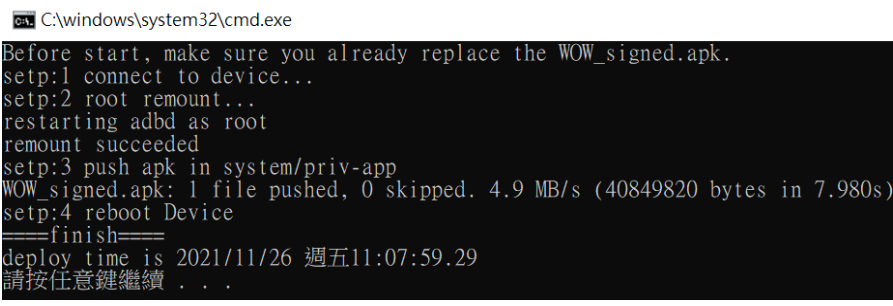 C:\windows\system32\cmd.exe
Before start, make sure you already replace the WOW_signed.apk.
setp:1 connect to device...
setp:2 root remount...
restarting adbd as root
remount succeeded
setp:3 push apk in system/priv-app
WOW_signed.apk: 1 file pushed, 0 skipped. 4.9 MB/s (40849820 bytes in 7.980s)
setp:4 reboot Device
====finish====
deploy time is 2021/11/26 週五11:07:59.29
請按任意鍵繼續 . . .